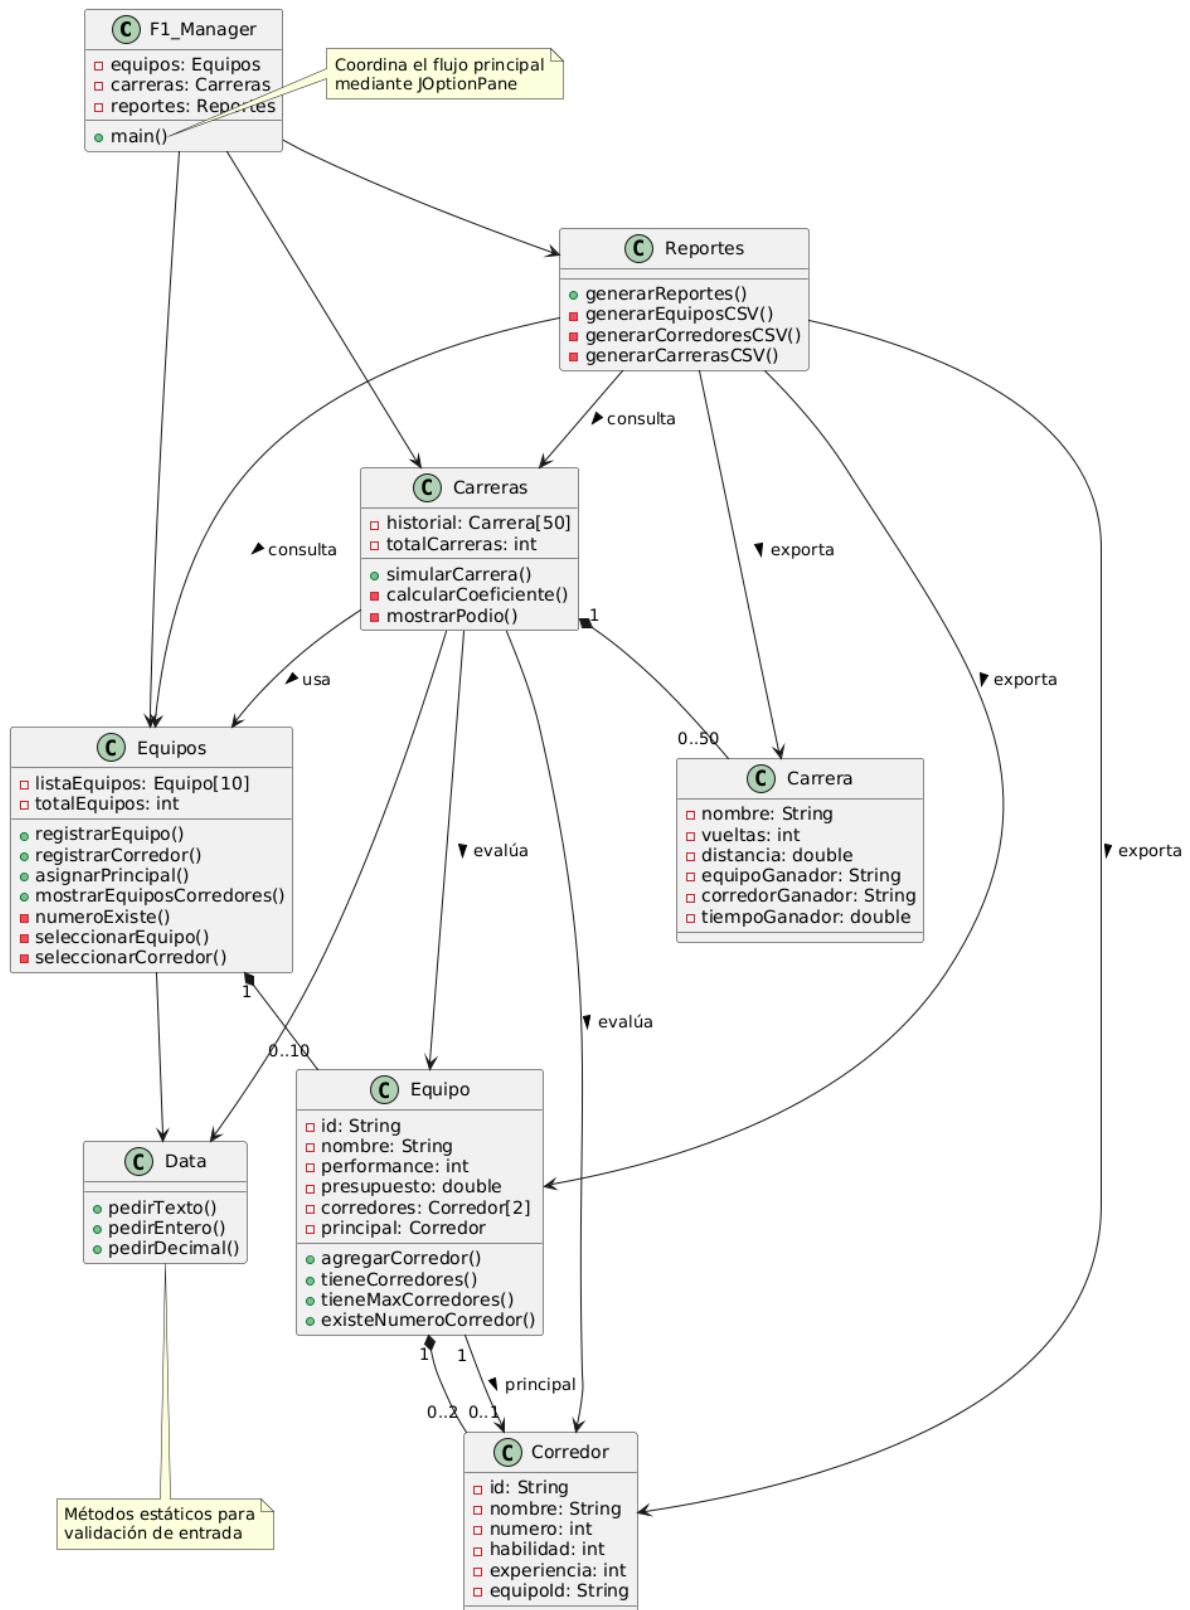 F1_Manager
equipos: Equipos
carreras: Carreras
reportes: Reportes
main()
Coordina el flujo principal
mediante JOptionPane
Reportes
generarReportes()
generarEquiposCSV()
generarCorredoresCSV()
generarCarrerasCSV()
consulta
Carreras
historial: Carrera[50]
totalCarreras: int
simularCarrera()
calcularCoeficiente()
mostrarPodio()
consulta
exporta
1
usa
exporta
0..50
Equipos
listaEquipos: Equipo[10]
totalEquipos: int
registrarEquipo()
registrarCorredor()
asignarPrincipal()
mostrarEquiposCorredores()
numeroExiste()
seleccionarEquipo()
seleccionarCorredor()
Carrera
nombre: String
vueltas: int
distancia: double
equipoGanador: String
corredorGanador: String
tiempoGanador: double
evalúa
exporta
1
evalúa
0..10
Equipo
id: String
nombre: String
performance: int
presupuesto: double
corredores: Corredor[2]
principal: Corredor
agregarCorredor()
tieneCorredores()
tieneMaxCorredores()
existeNumeroCorredor()
Data
pedirTexto()
pedirEntero()
pedirDecimal()
1
1
principal
0..2
0..1
Corredor
id: String
nombre: String
numero: int
habilidad: int
experiencia: int
equipoId: String
Métodos estáticos para
validación de entrada